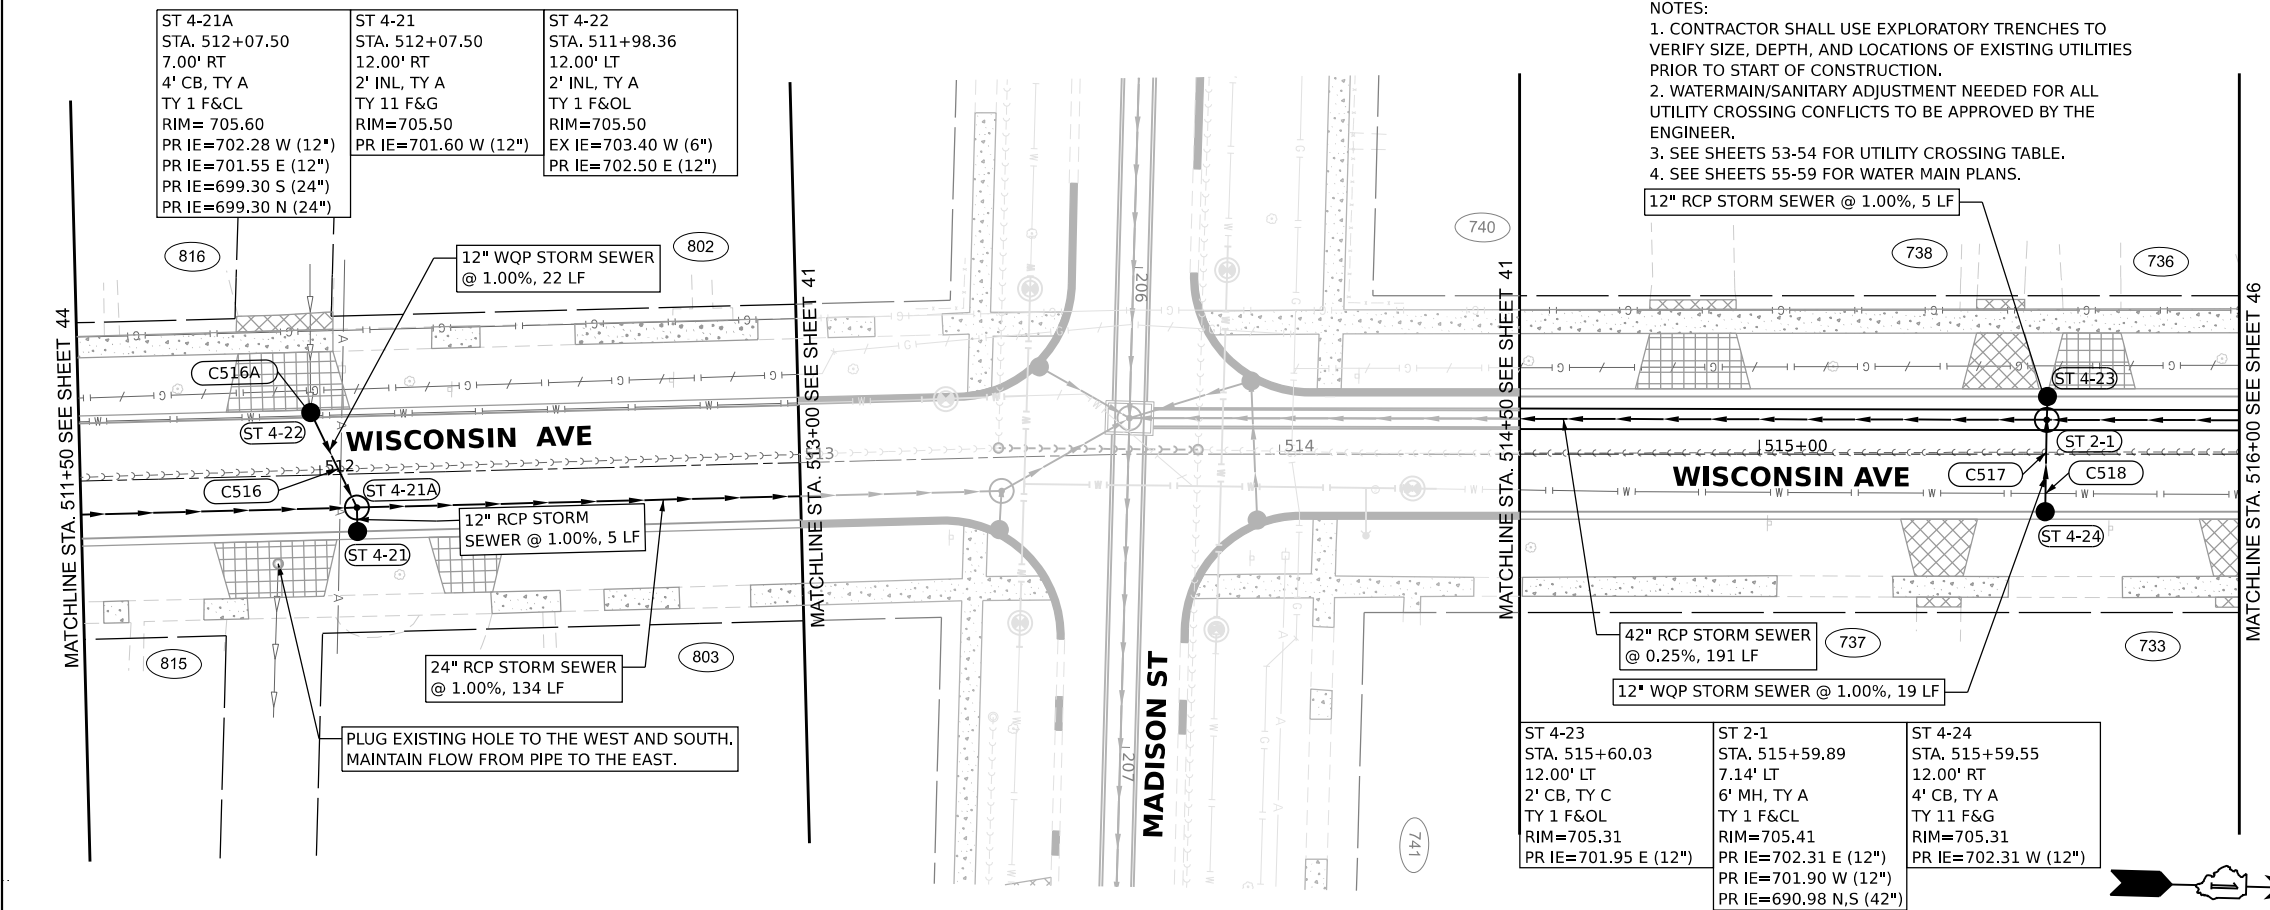 ST 4-21A
STA. 512+07.50
7.00' RT
4' CB, TY A
TY 1 F&CL
RIM= 705.60
PR IE=702.28 W (12")
PR IE=701.55 E (12")
PR IE=699.30 S (24")
PR IE=699.30 N (24")
ST 4-21
STA. 512+07.50
12.00' RT
2' INL, TY A
TY 11 F&G
RIM=705.50
PR IE=701.60 W (12")
ST 4-22
STA. 511+98.36
12.00' LT
2' INL, TY A
TY 1 F&OL
RIM=705.50
EX IE=703.40 W (6")
PR IE=702.50 E (12")
NOTES:
1. CONTRACTOR SHALL USE EXPLORATORY TRENCHES TO
VERIFY SIZE, DEPTH, AND LOCATIONS OF EXISTING UTILITIES
PRIOR TO START OF CONSTRUCTION.
2. WATERMAIN/SANITARY ADJUSTMENT NEEDED FOR ALL
UTILITY CROSSING CONFLICTS TO BE APPROVED BY THE
ENGINEER.
3. SEE SHEETS 53-54 FOR UTILITY CROSSING TABLE.
4. SEE SHEETS 55-59 FOR WATER MAIN PLANS.
12" RCP STORM SEWER @ 1.00%, 5 LF
816
802
740
738
736
12" WQP STORM SEWER
@ 1.00%, 22 LF
MATCHLINE STA. 511+50 SEE SHEET 44
MATCHLINE STA. 513+00 SEE SHEET 41
MATCHLINE STA. 514+50 SEE SHEET 41
MATCHLINE STA. 516+00 SEE SHEET 46
206
C516A
ST 4-22
WISCONSIN AVE
512
513
514
515+00
C516
ST 4-21A
12" RCP STORM
SEWER @ 1.00%, 5 LF
ST 4-21
ST 4-23
ST 2-1
WISCONSIN AVE
C517
C518
ST 4-24
815
803
24" RCP STORM SEWER
@ 1.00%, 134 LF
PLUG EXISTING HOLE TO THE WEST AND SOUTH.
MAINTAIN FLOW FROM PIPE TO THE EAST.
MADISON ST
207
741
42" RCP STORM SEWER
@ 0.25%, 191 LF
737
733
12" WQP STORM SEWER @ 1.00%, 19 LF
ST 4-23
STA. 515+60.03
12.00' LT
2' CB, TY C
TY 1 F&OL
RIM=705.31
PR IE=701.95 E (12")
ST 2-1
STA. 515+59.89
7.14' LT
6' MH, TY A
TY 1 F&CL
RIM=705.41
PR IE=702.31 E (12")
PR IE=701.90 W (12")
PR IE=690.98 N,S (42")
ST 4-24
STA. 515+59.55
12.00' RT
4' CB, TY A
TY 11 F&G
RIM=705.31
PR IE=702.31 W (12")